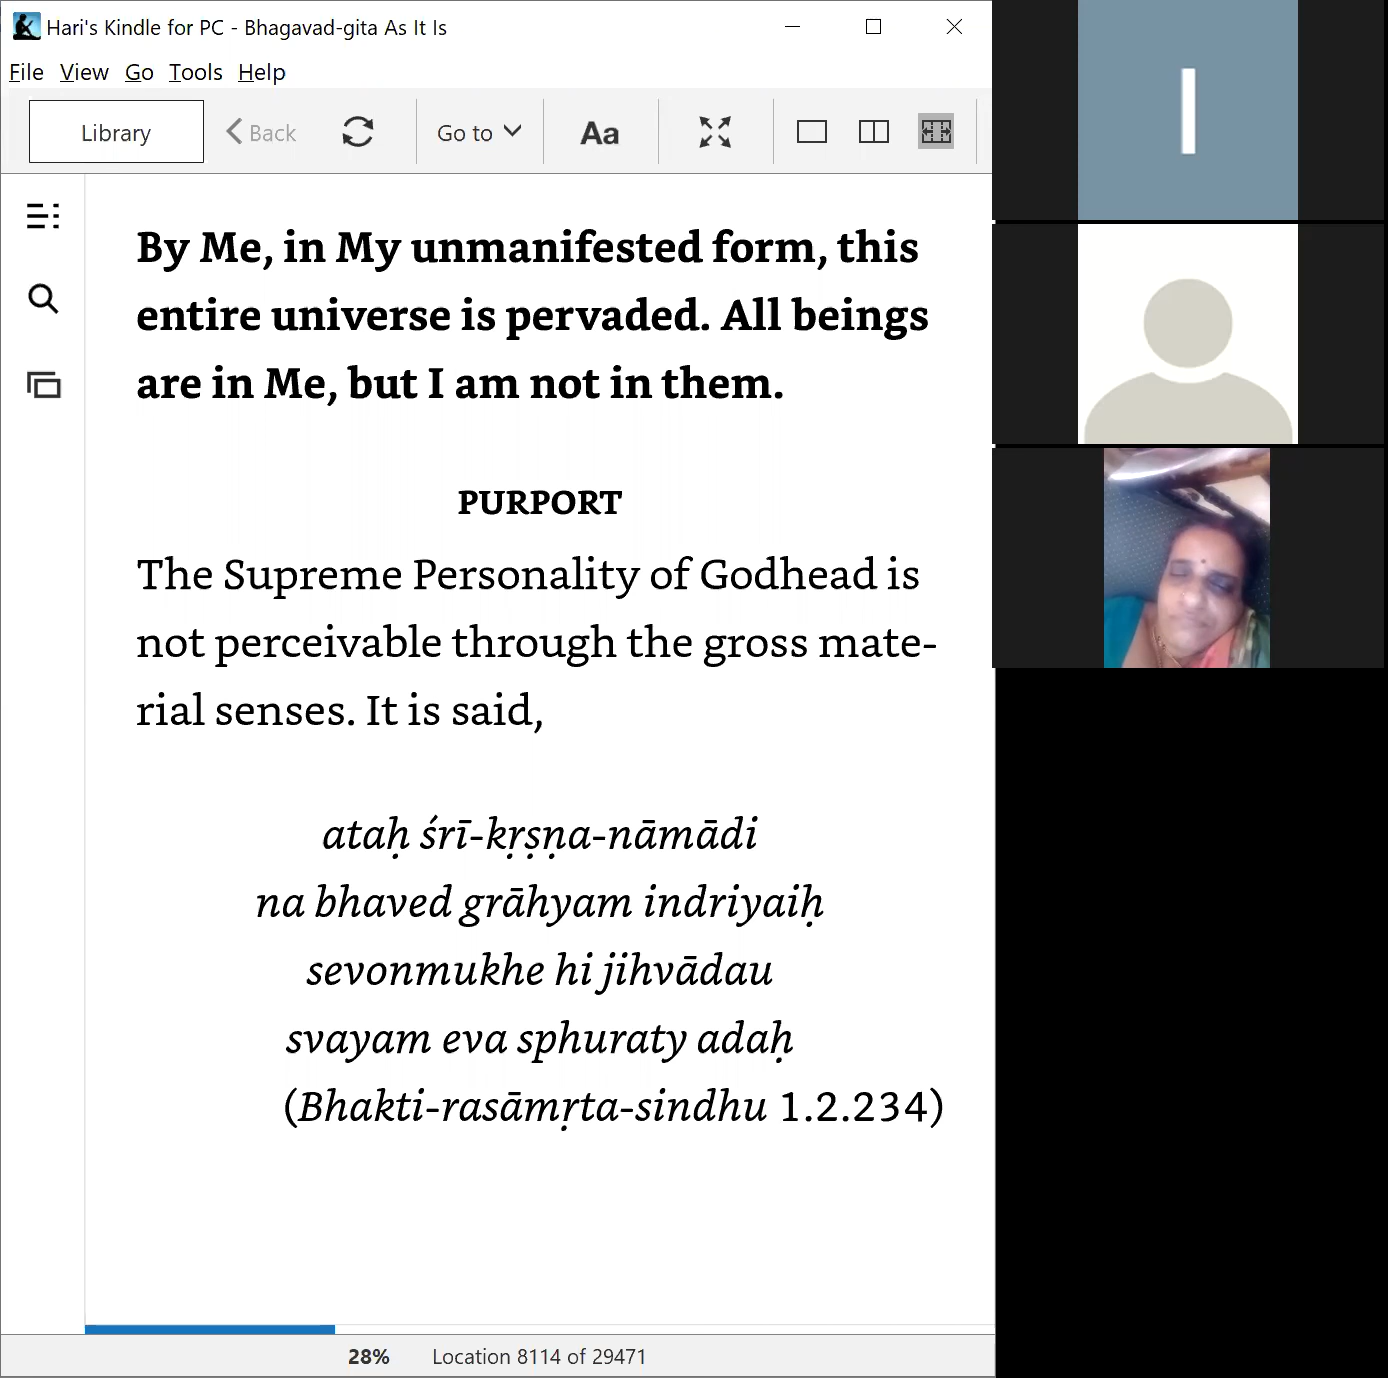 Hari's Kindle for PC - Bhagavad-gita As It Is
File View Go Tools Help
Library Back Go to Aa
By Me, in My unmanifested form, this
entire universe is pervaded. All beings
are in Me, but I am not in them.
PURPORT
The Supreme Personality of Godhead is
not perceivable through the gross mate-
rial senses. It is said,
ataḥ śrī-kṛṣṇa-nāmādi
na bhaved grāhyam indriyaiḥ
sevonmukhe hi jihvādau
svayam eva sphuraty adaḥ
(Bhakti-rasāmṛta-sindhu 1.2.234)
28% Location 8114 of 29471
I